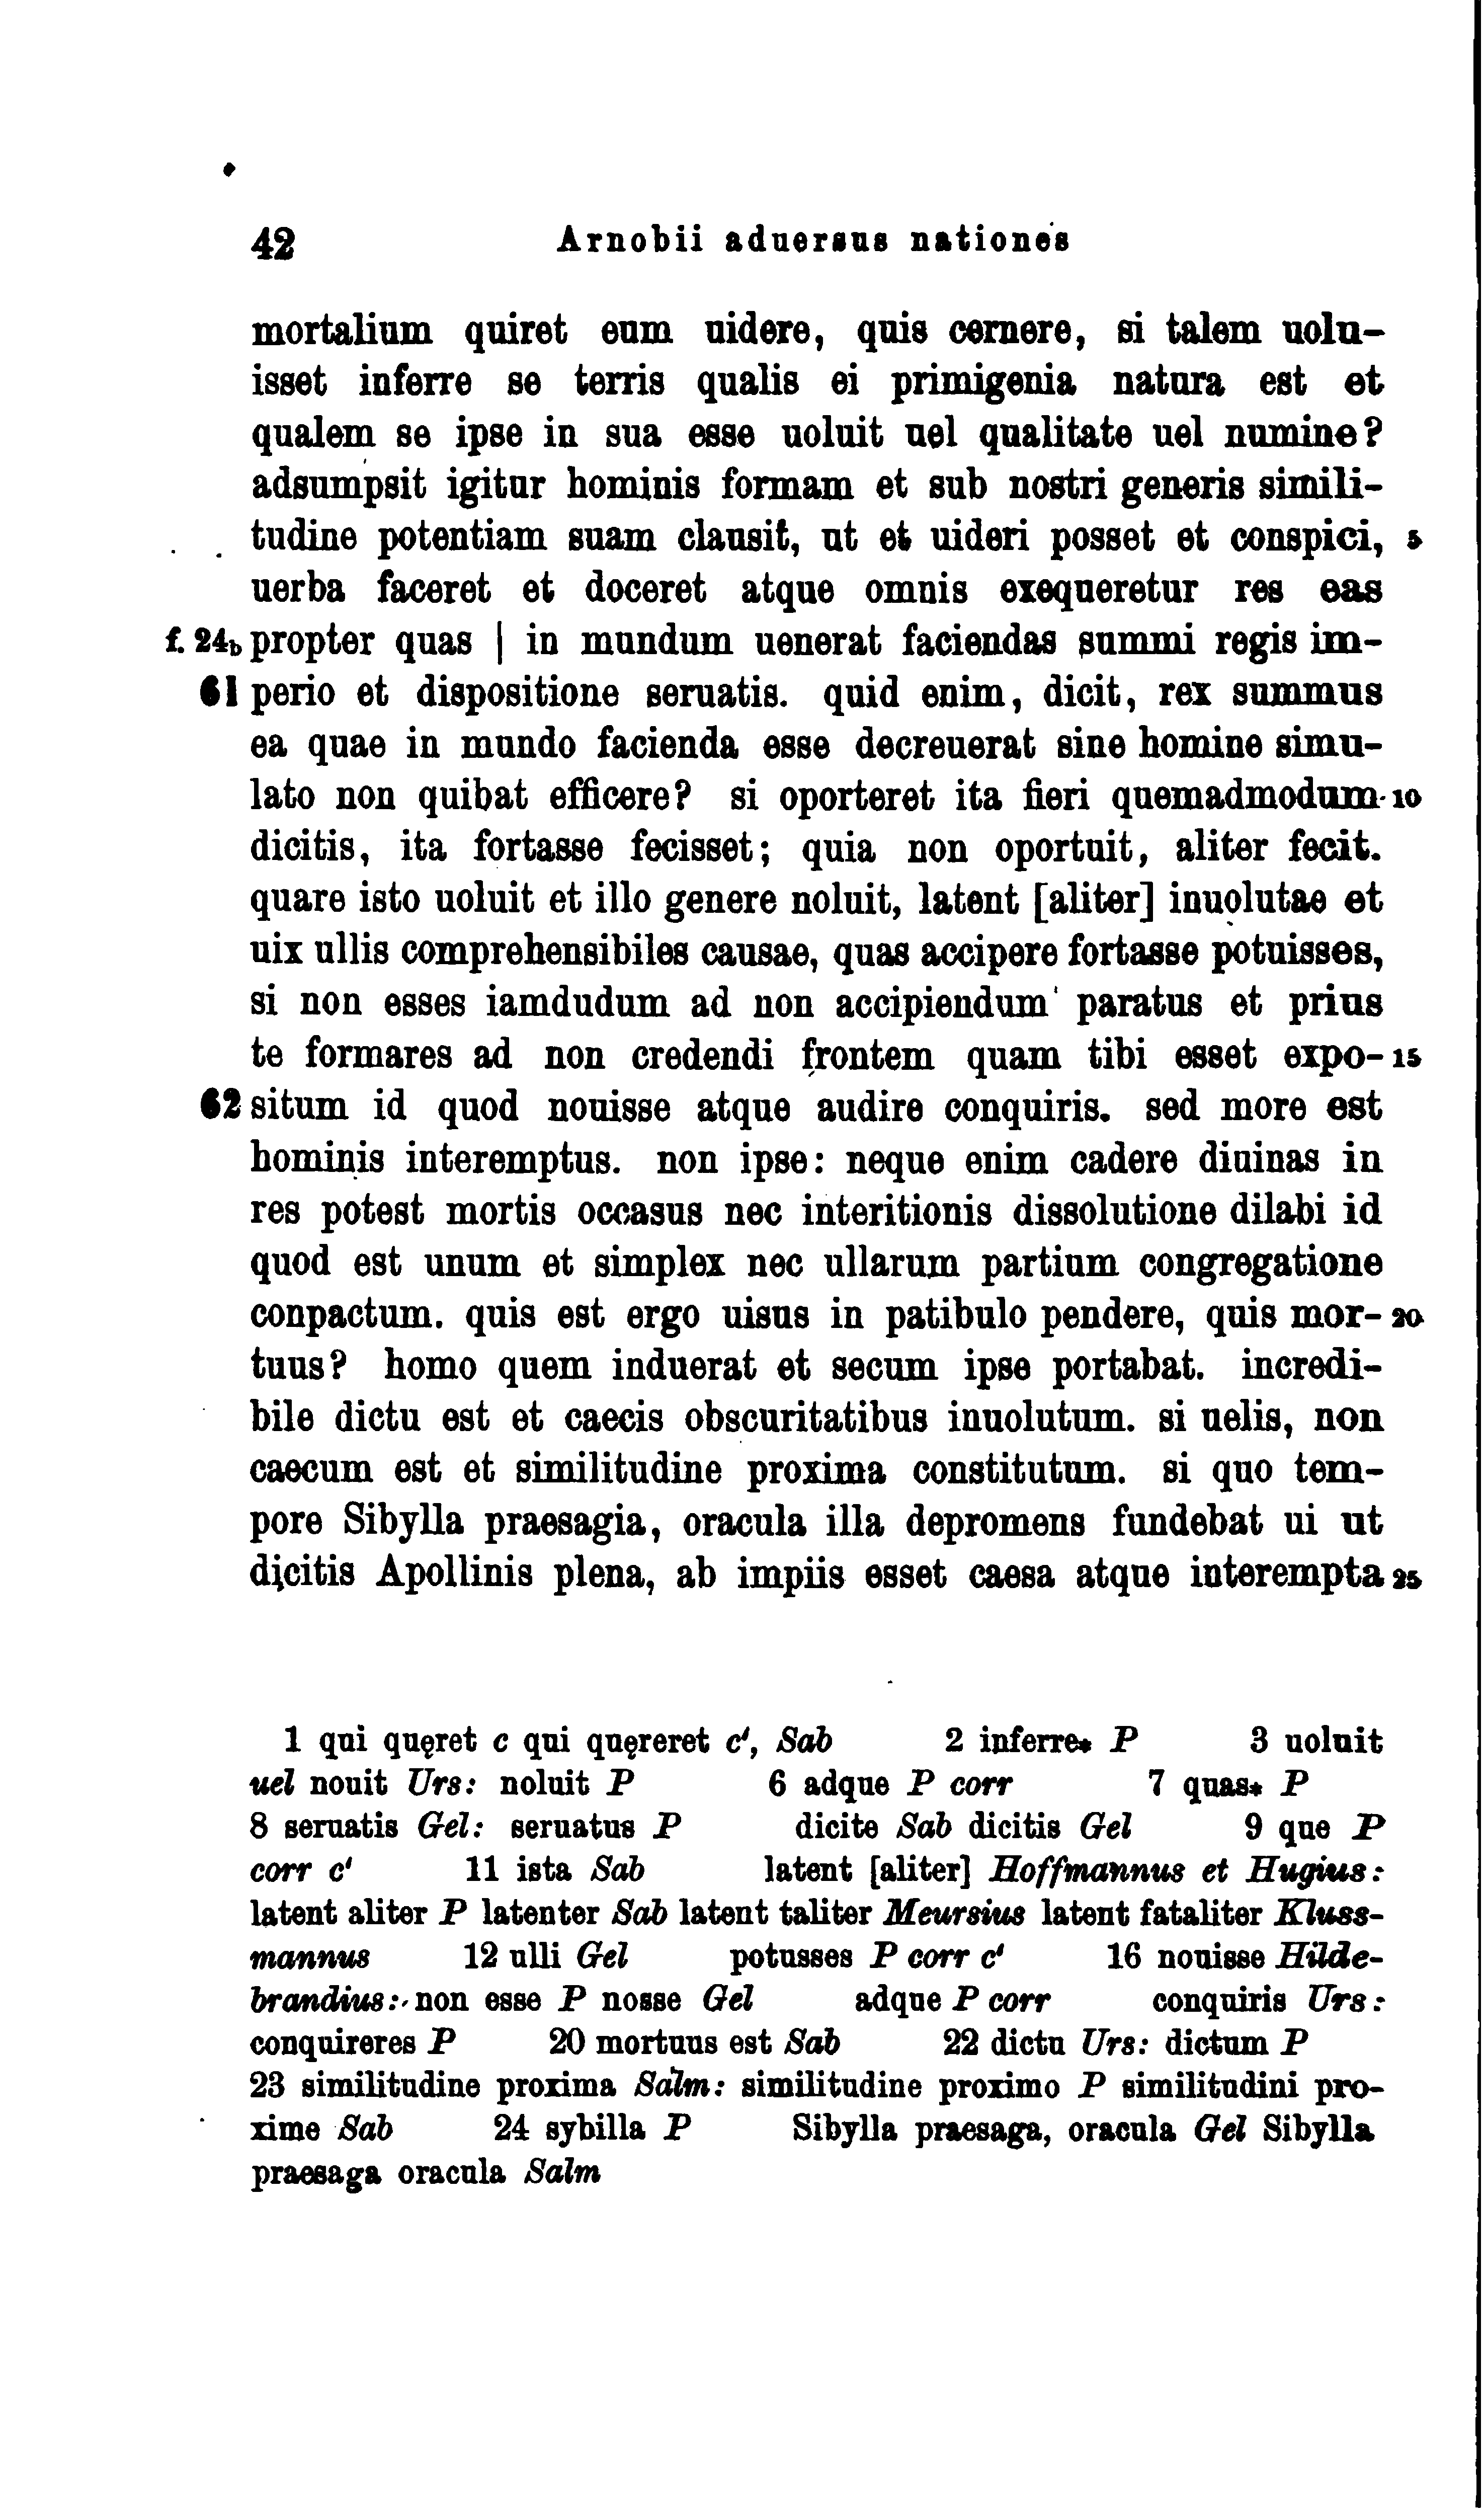 42 Arnobii aduersus nationes
mortalium quiret eum uidere, quis cernere, si talem uolu-
isset inferre se terris qualis ei primigenia natura est et
qualem se ipse in sua esse uoluit uel qualitate uel numine?
adsumpsit igitur hominis formam et sub nostri generis simili-
tudine potentiam suam clausit, ut et uideri posset et conspici, 5
uerba faceret et doceret atque omnis exequeretur res eas
f. 24b propter quas | in mundum uenerat faciendas summi regis im-
61 perio et dispositione seruatis. quid enim, dicit, rex summus
ea quae in mundo facienda esse decreuerat sine homine simu-
lato non quibat efficere? si oporteret ita fieri quemadmodum 10
dicitis, ita fortasse fecisset; quia non oportuit, aliter fecit.
quare isto uoluit et illo genere noluit, latent [aliter] inuolutae et
uix ullis comprehensibiles causae, quas accipere fortasse potuisses,
si non esses iamdudum ad non accipiendum paratus et prius
te formares ad non credendi frontem quam tibi esset expo- 15
62 situm id quod nouisse atque audire conquiris. sed more est
hominis interemptus. non ipse: neque enim cadere diuinas in
res potest mortis occasus nec interitionis dissolutione dilabi id
quod est unum et simplex nec ullarum partium congregatione
conpactum. quis est ergo uisus in patibulo pendere, quis mor- 20
tuus? homo quem induerat et secum ipse portabat. incredi-
bile dictu est et caecis obscuritatibus inuolutum. si uelis, non
caecum est et similitudine proxima constitutum. si quo tem-
pore Sibylla praesagia, oracula illa depromens fundebat ui ut
dicitis Apollinis plena, ab impiis esset caesa atque interempta 25
1 qui quęret c qui quęreret c', Sab 2 inferre* P 3 uoluit
uel nouit Urs: noluit P 6 adque P corr 7 quas* P
8 seruatis Gel: seruatus P dicite Sab dicitis Gel 9 que P
corr c' 11 ista Sab latent [aliter] Hoffmannus et Hugius:
latent aliter P latenter Sab latent taliter Meursius latent fataliter Kluss-
mannus 12 ulli Gel potusses P corr c' 16 nouisse Hilde-
brandius: non esse P nosse Gel adque P corr conquiris Urs:
conquireres P 20 mortuus est Sab 22 dictu Urs: dictum P
23 similitudine proxima Salm: similitudine proximo P similitudini pro-
xime Sab 24 sybilla P Sibylla praesaga, oracula Gel Sibylla
praesaga oracula Salm